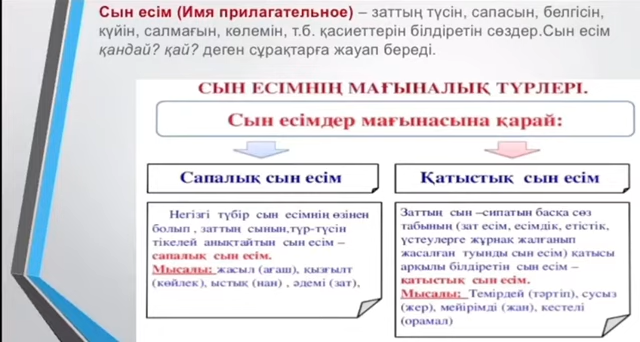 Сын есім (Имя прилагательное) – заттың түсін, сапасын, белгісін,
күйін, салмағын, көлемін, т.б. қасиеттерін білдіретін сөздер.Сын есім
қандай? қай? деген сұрақтарға жауап береді.
СЫН ЕСІМНІҢ МАҒЫНАЛЫҚ ТҮРЛЕРІ.
Сын есімдер мағынасына қарай:
Сапалық сын есім
Негізгі түбір сын есімнің өзінен
болып , заттың сынын,түр-түсін
тікелей анықтайтын сын есім –
сапалық сын есім.
Мысалы: жасыл (ағаш), қызғылт
(көйлек), ыстық (нан) , әдемі (зат),
Қатыстық сын есім
Заттың сын –сипатын басқа сөз
табының (зат есім, есімдік, етістік,
үстеулерге жұрнақ жалғанып
жасалған туынды сын есім) қатысы
арқылы білдіретін сын есім –
қатыстық сын есім.
Мысалы: Темірдей (тәртіп), сусыз
(жер), мейірімді (жан), кестелі
(орамал)